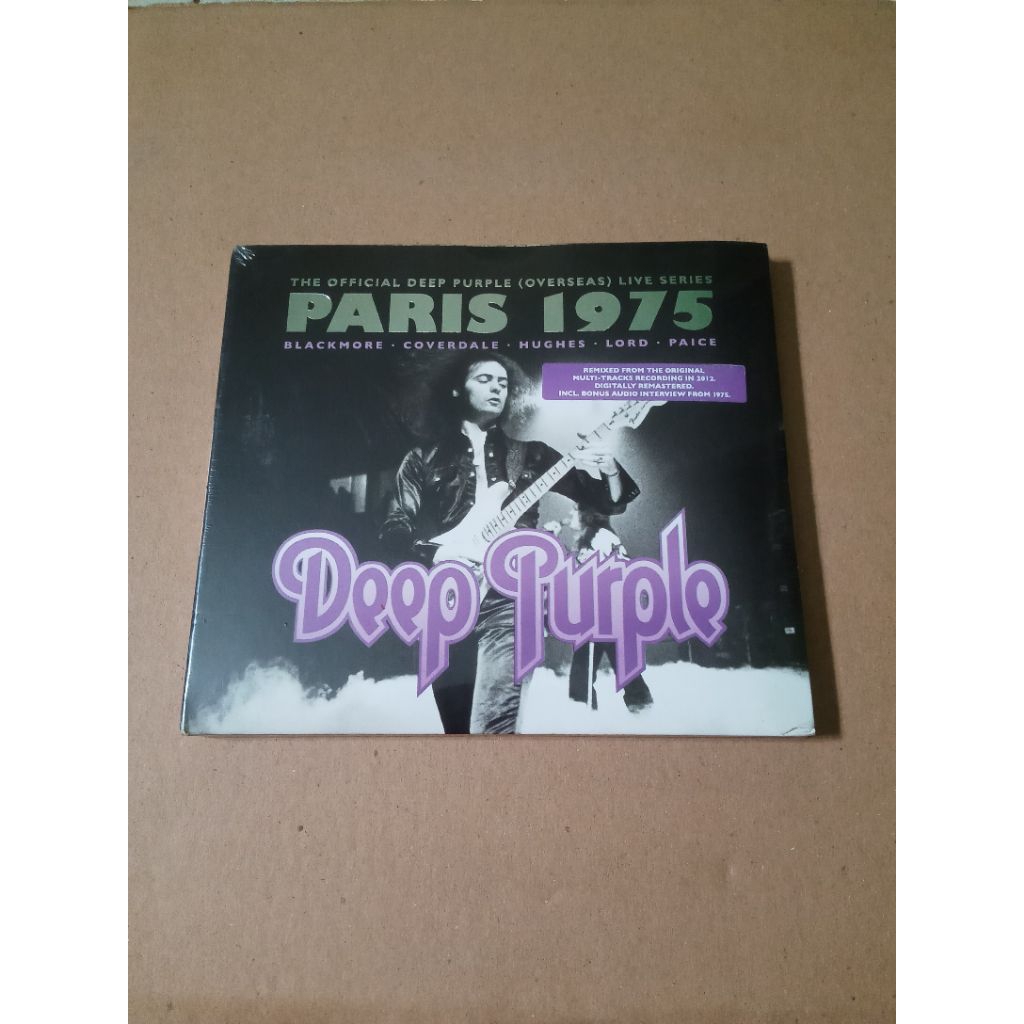 THE OFFICIAL DEEP PURPLE (OVERSEAS) LIVE SERIES
PARIS 1975
BLACKMORE · COVERDALE · HUGHES · LORD · PAICE
REMIXED FROM THE ORIGINAL
MULTI-TRACKS RECORDING IN 2012.
DIGITALLY REMASTERED.
INCL. BONUS AUDIO INTERVIEW FROM 1975.
Fender
Deep Purple